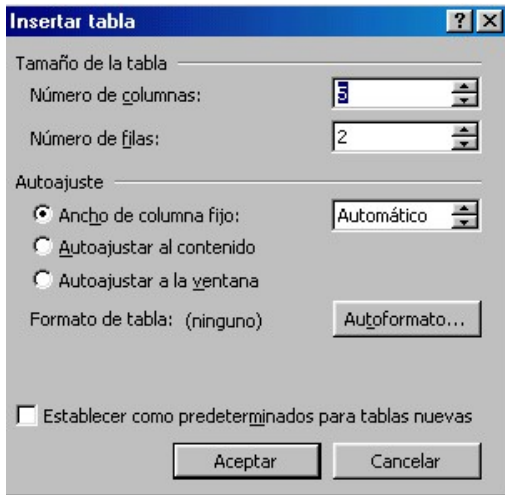 Insertar tabla
Tamaño de la tabla
Número de columnas: 5
Número de filas: 2
Autoajuste
Ancho de columna fijo: Automático
Autoajustar al contenido
Autoajustar a la ventana
Formato de tabla: (ninguno) Autoformato...
Establecer como predeterminados para tablas nuevas
Aceptar Cancelar